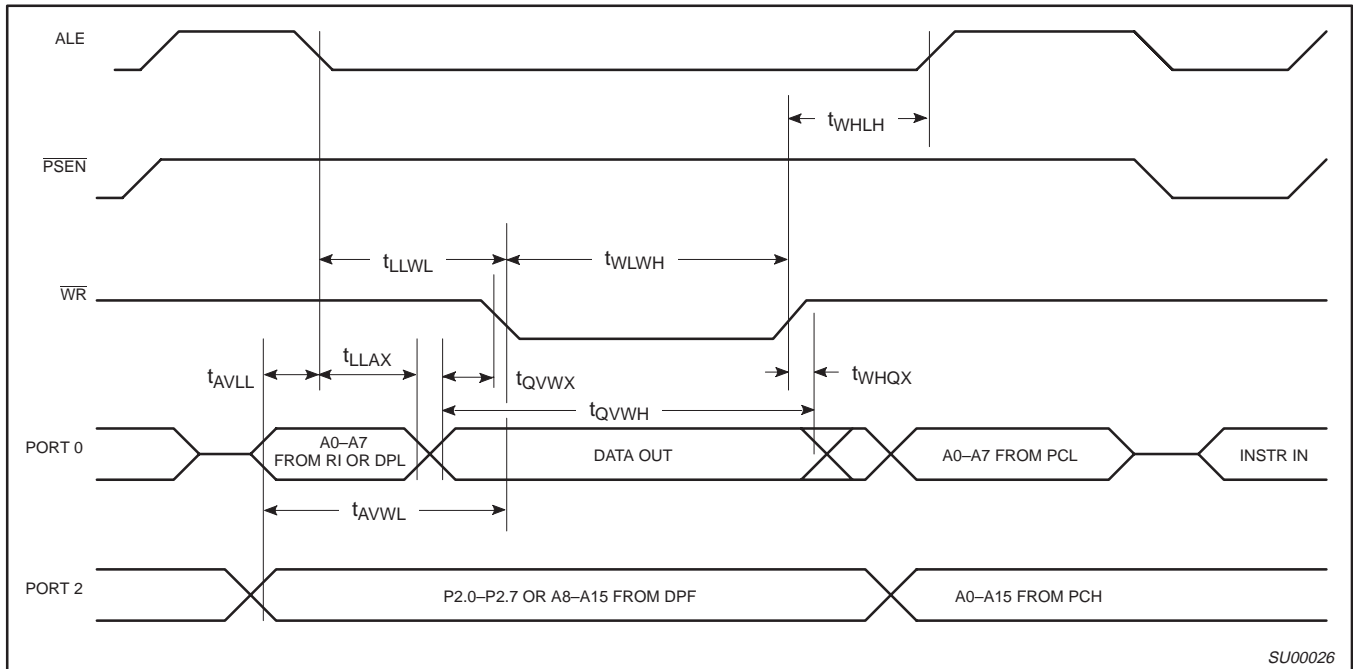 ALE
tWHLH
PSEN
tLLWL
tWLWH
WR
tLLAX
tAVLL
tQVWX
tWHQX
tQVWH
PORT 0
A0–A7
FROM RI OR DPL
DATA OUT
A0–A7 FROM PCL
INSTR IN
tAVWL
PORT 2
P2.0–P2.7 OR A8–A15 FROM DPF
A0–A15 FROM PCH
SU00026